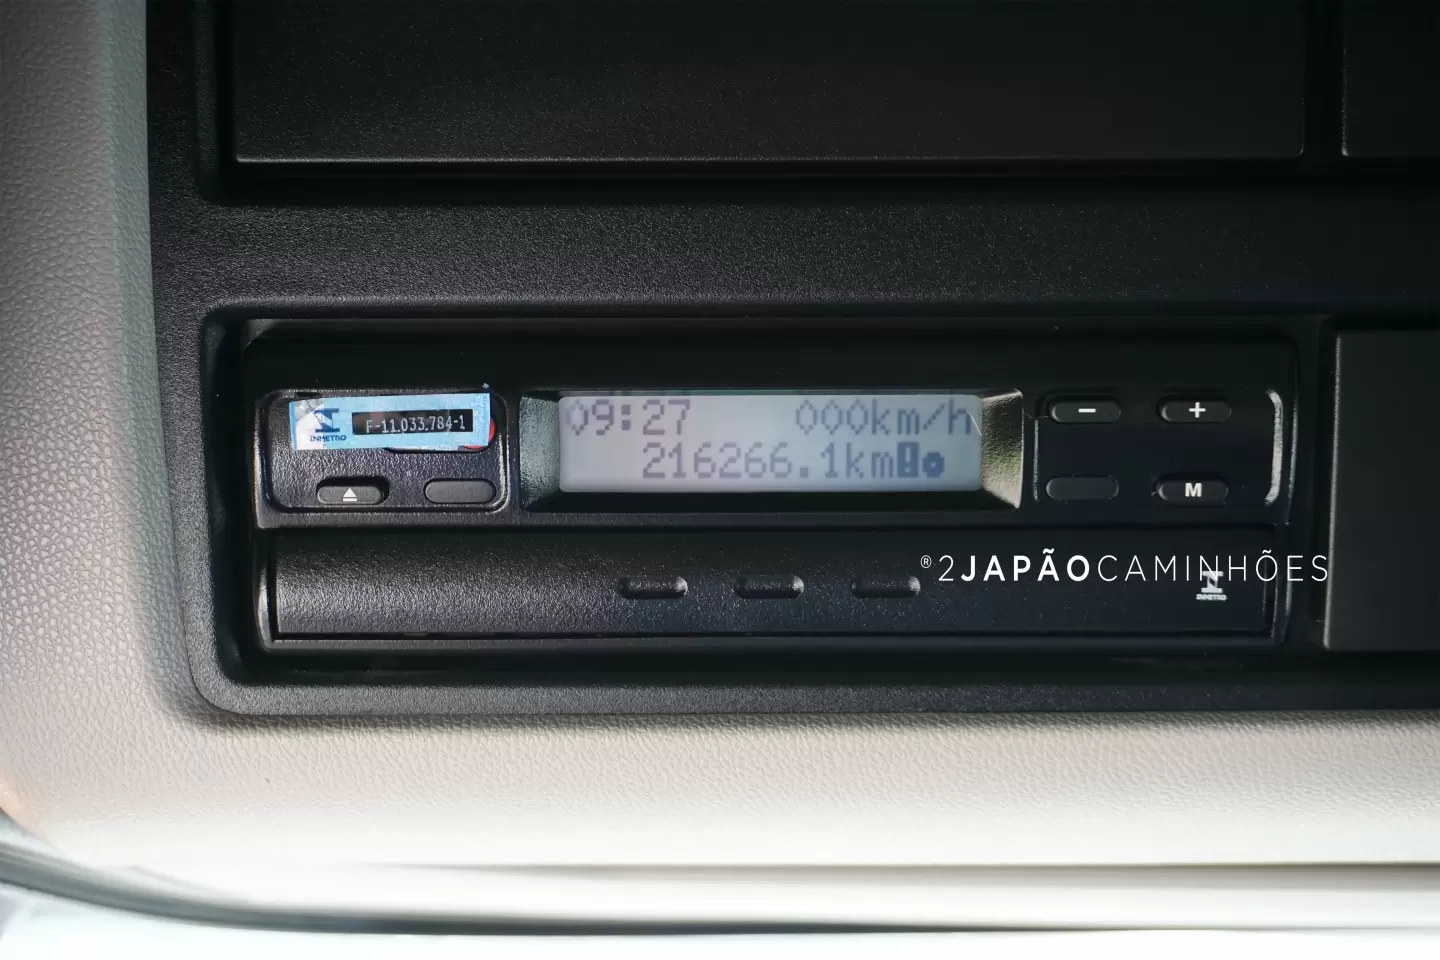 INMETRO
F-11.033.784-1
09:27 000km/h
216266.1km
- +
M
®2JAPÃOCAMINHÕES
INMETRO